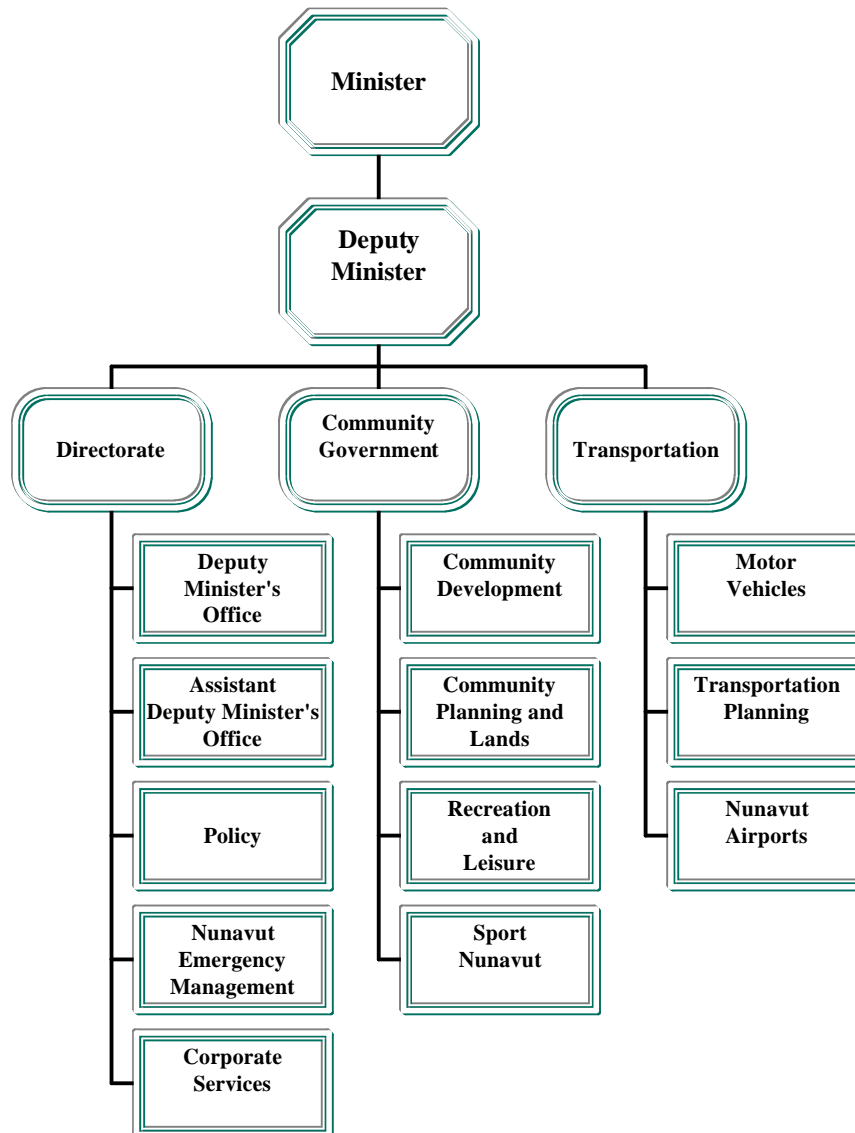 Minister
Deputy
Minister
Directorate
Community
Government
Transportation
Deputy
Minister's
Office
Assistant
Deputy Minister's
Office
Policy
Nunavut
Emergency
Management
Corporate
Services
Community
Development
Community
Planning and
Lands
Recreation
and
Leisure
Sport
Nunavut
Motor
Vehicles
Transportation
Planning
Nunavut
Airports